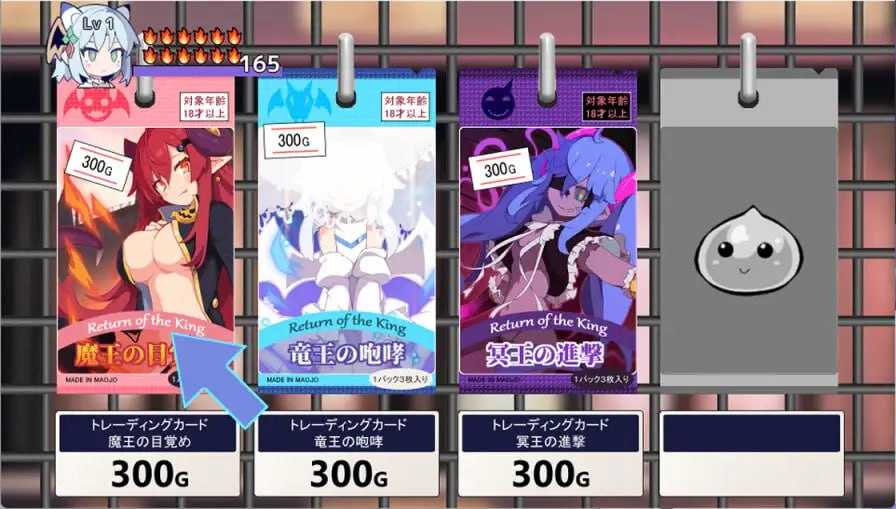 Lv 1
165
対象年齢
18才以上
300G
Return of the King
魔王の目覚
MADE IN MAOJO
対象年齢
18才以上
300G
Return of the King
竜王の咆哮
MADE IN MAOJO
1パック3枚入り
対象年齢
18才以上
300G
Return of the King
冥王の進撃
MADE IN MAOJO
1パック3枚入り
トレーディングカード
魔王の目覚め
300G
トレーディングカード
竜王の咆哮
300G
トレーディングカード
冥王の進撃
300G